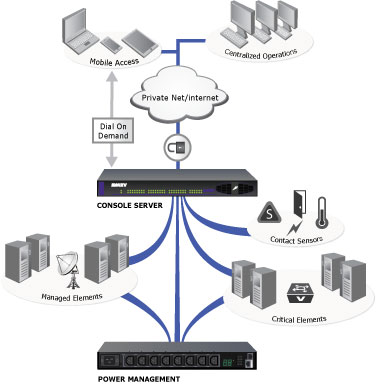 Mobile Access
Centralized Operations
Private Net/internet
Dial On
Demand
CONSOLE SERVER
S
Contact Sensors
Managed Elements
Critical Elements
POWER MANAGEMENT